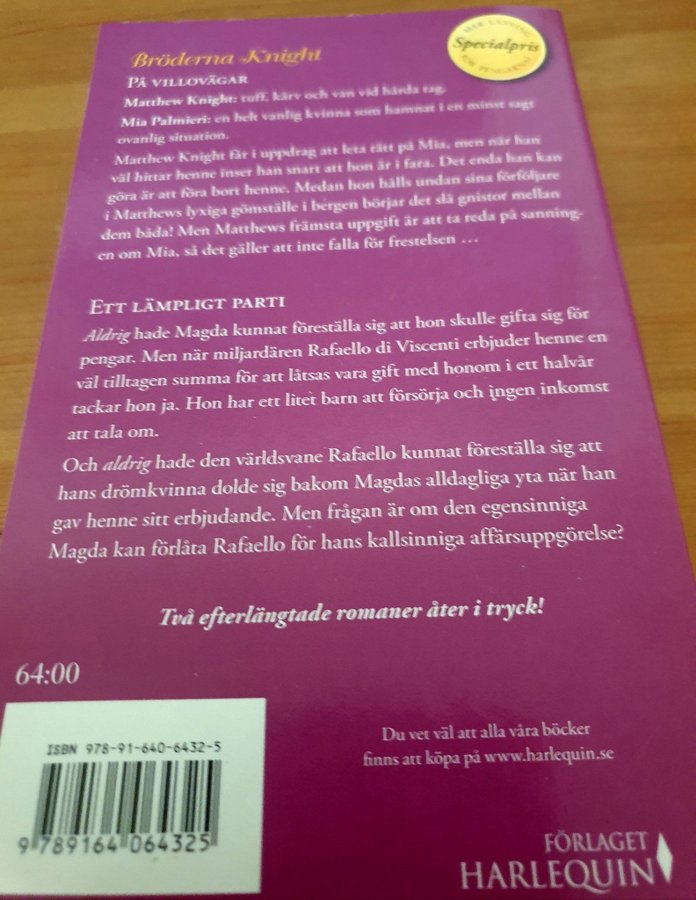 MER LÄSNING
Specialpris
FÖR PENGARNA!
Bröderna Knight
PÅ VILLOVÄGAR
Matthew Knight: tuff, kärv och van vid hårda tag.
Mia Palmieri: en helt vanlig kvinna som hamnat i en minst sagt
ovanlig situation.
Matthew Knight får i uppdrag att leta rätt på Mia, men när han
väl hittar henne inser han snart att hon är i fara. Det enda han kan
göra är att föra bort henne. Medan hon hålls undan sina förföljare
i Matthews lyxiga gömställe i bergen börjar det slå gnistor mellan
dem båda! Men Matthews främsta uppgift är att ta reda på sanning-
en om Mia, så det gäller att inte falla för frestelsen …
ETT LÄMPLIGT PARTI
Aldrig hade Magda kunnat föreställa sig att hon skulle gifta sig för
pengar. Men när miljardären Rafaello di Viscenti erbjuder henne en
väl tilltagen summa för att låtsas vara gift med honom i ett halvår
tackar hon ja. Hon har ett litet barn att försörja och ingen inkomst
att tala om.
Och aldrig hade den världsvane Rafaello kunnat föreställa sig att
hans drömkvinna dolde sig bakom Magdas alldagliga yta när han
gav henne sitt erbjudande. Men frågan är om den egensinniga
Magda kan förlåta Rafaello för hans kallsinniga affärsuppgörelse?
Två efterlängtade romaner åter i tryck!
64:00
ISBN 978-91-640-6432-5
9 789164 064325
Du vet väl att alla våra böcker
finns att köpa på www.harlequin.se
FÖRLAGET
HARLEQUIN